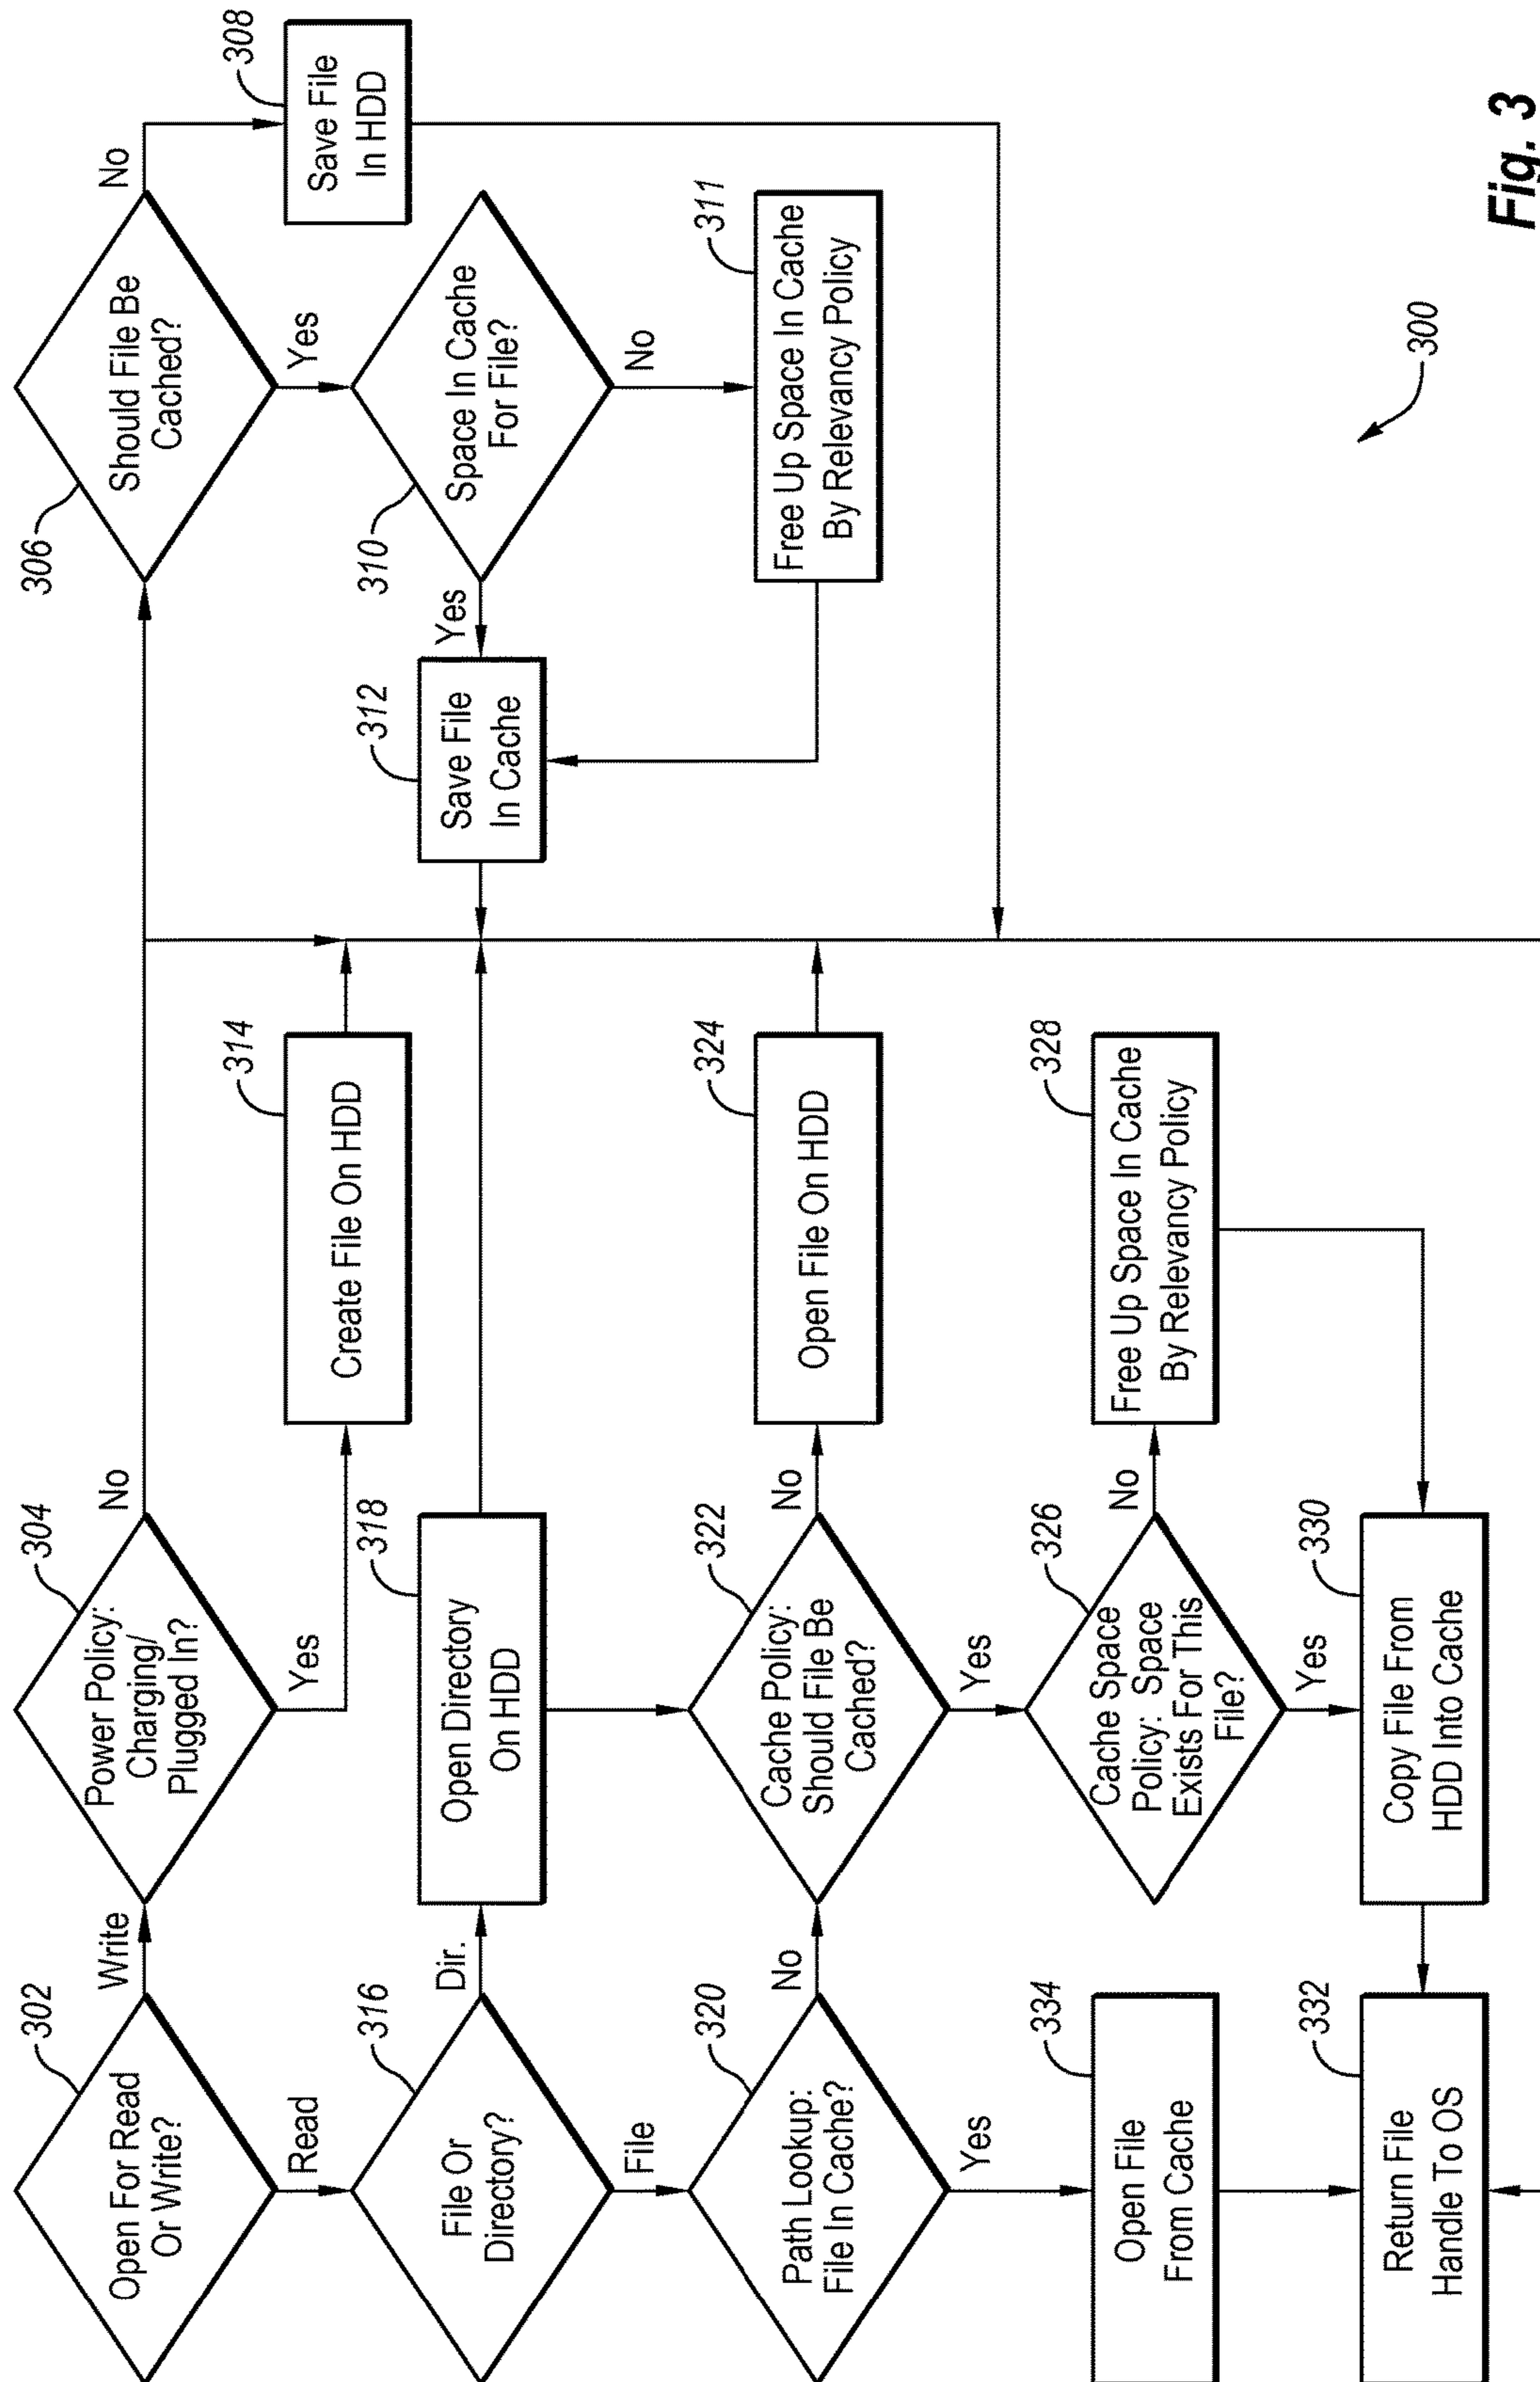 302
Open For Read
Or Write?
Write
Read
304
Power Policy:
Charging/
Plugged In?
No
Yes
306
Should File Be
Cached?
No
Yes
308
Save File
In HDD
310
Space In Cache
For File?
Yes
No
311
Free Up Space In Cache
By Relevancy Policy
312
Save File
In Cache
314
Create File On HDD
316
File Or
Directory?
Dir.
File
318
Open Directory
On HDD
320
Path Lookup:
File In Cache?
No
Yes
322
Cache Policy:
Should File Be
Cached?
No
Yes
324
Open File On HDD
326
Cache Space
Policy: Space
Exists For This
File?
No
Yes
328
Free Up Space In Cache
By Relevancy Policy
334
Open File
From Cache
330
Copy File From
HDD Into Cache
332
Return File
Handle To OS
300
Fig. 3